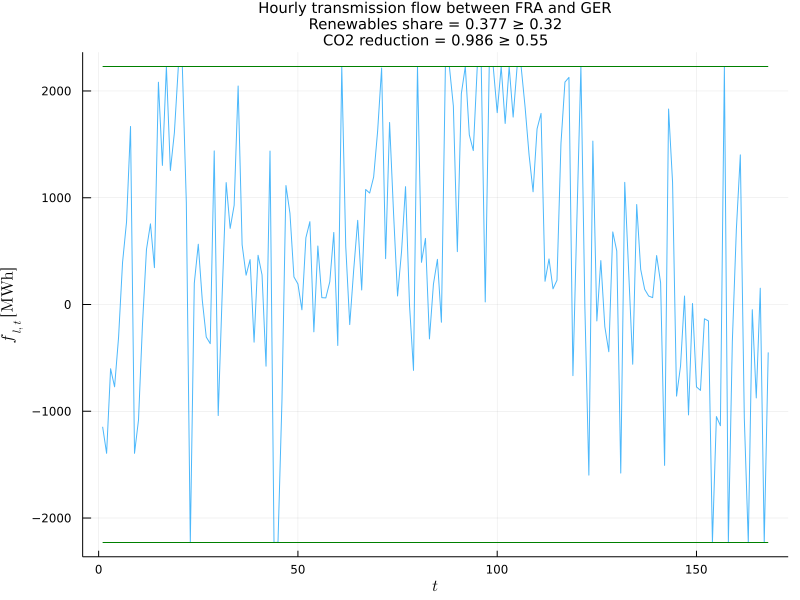 Hourly transmission flow between FRA and GER
Renewables share = 0.377 ≥ 0.32
CO2 reduction = 0.986 ≥ 0.55
2000
1000
0
−1000
−2000
f l,t [MWh]
0 50 100 150
t